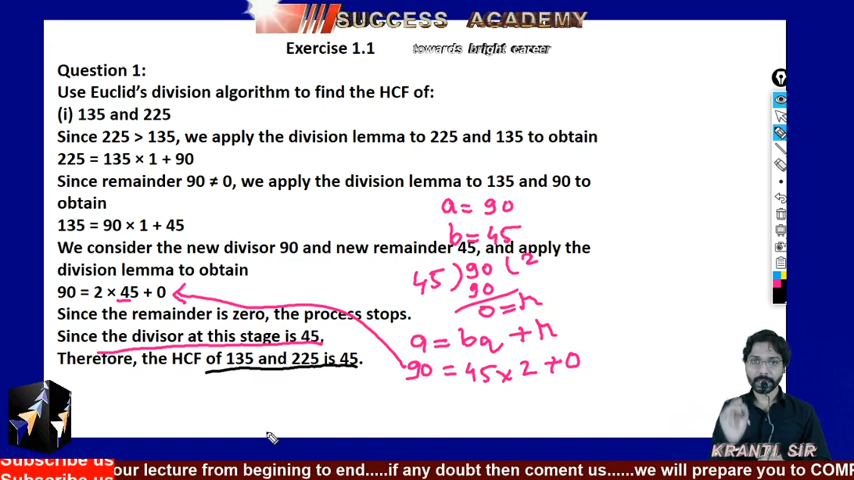 SUCCESS ACADEMY
Exercise 1.1
towards bright career
Question 1:
Use Euclid's division algorithm to find the HCF of:
(i) 135 and 225
Since 225 > 135, we apply the division lemma to 225 and 135 to obtain
225 = 135 × 1 + 90
Since remainder 90 ≠ 0, we apply the division lemma to 135 and 90 to
obtain
135 = 90 × 1 + 45
We consider the new divisor 90 and new remainder 45, and apply the
division lemma to obtain
90 = 2 × 45 + 0
Since the remainder is zero, the process stops.
Since the divisor at this stage is 45,
Therefore, the HCF of 135 and 225 is 45.
a = 90
b = 45
45 ) 90 ( 2
90
0 = r
a = bq + r
90 = 45 × 2 + 0
KRANTI SIR
Subscribe us
Subscribe us
our lecture from begining to end.....if any doubt then coment us......we will prepare you to COMP